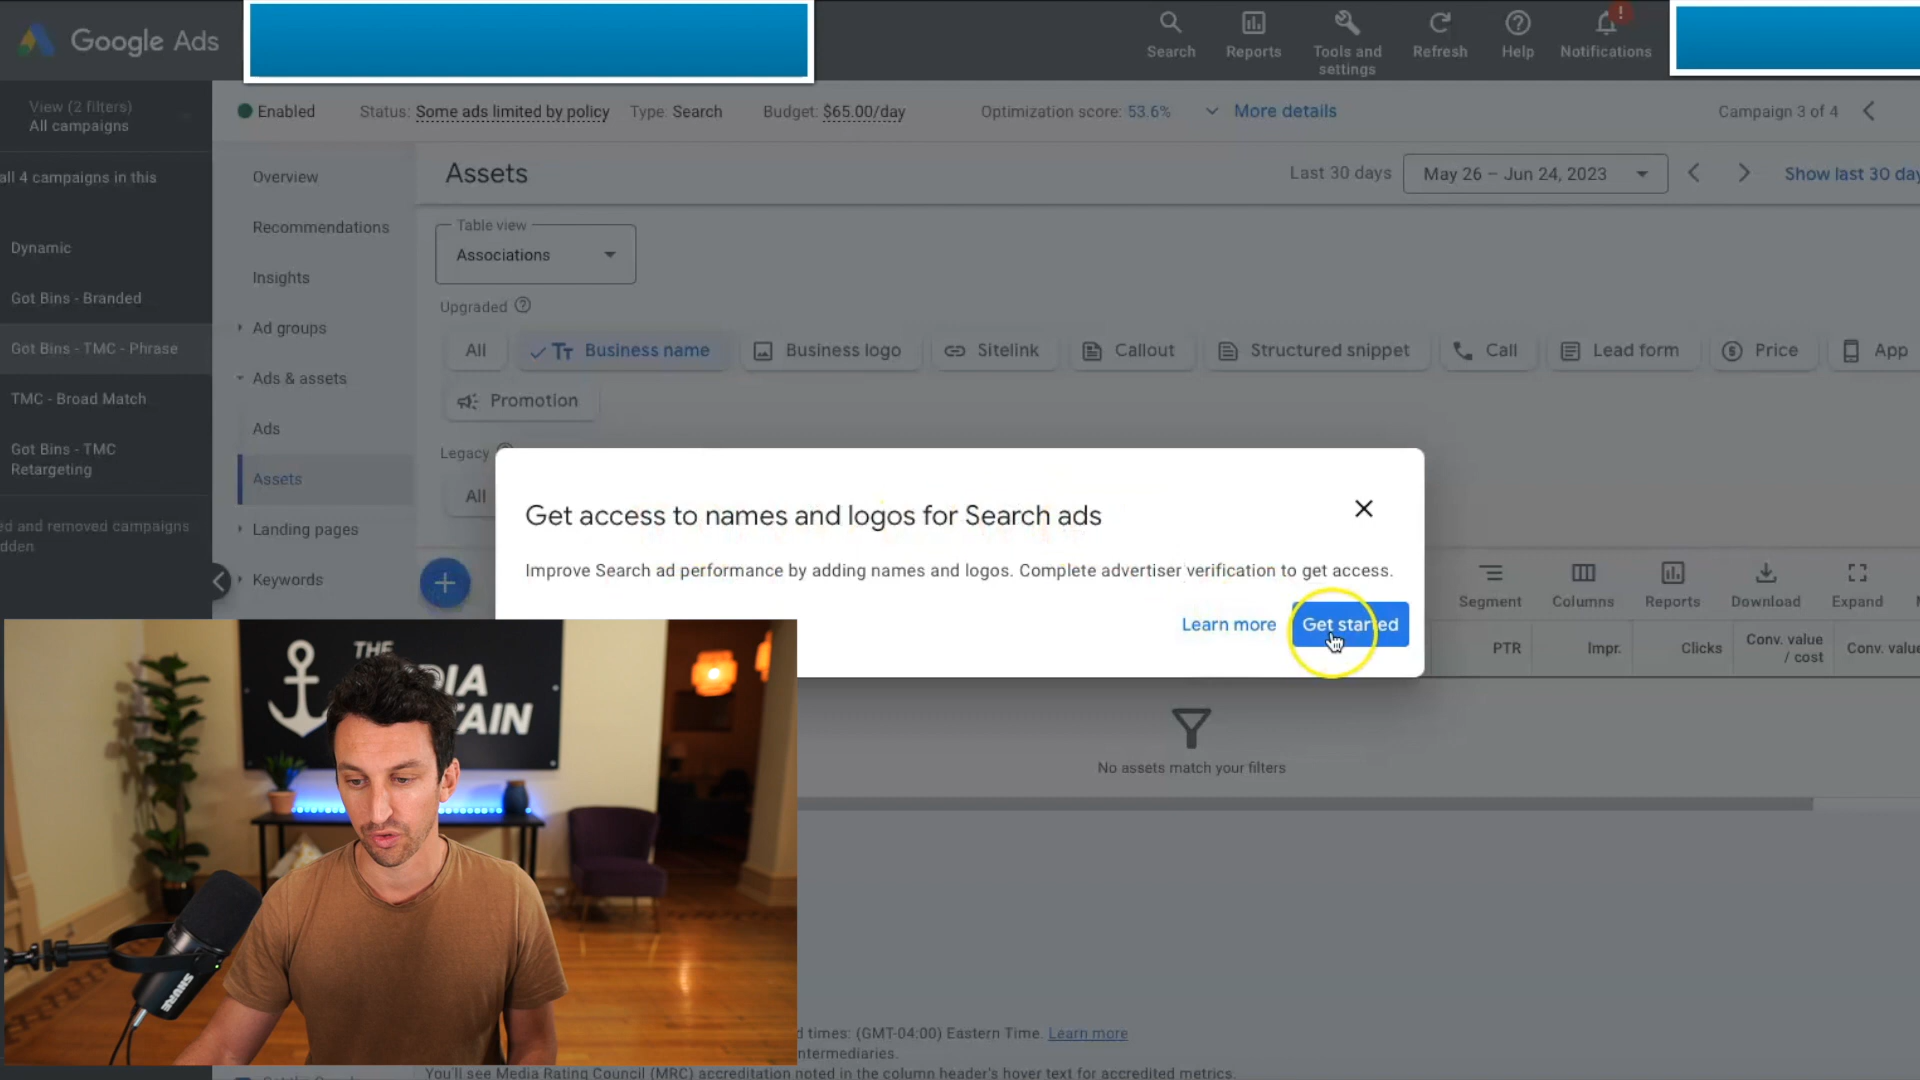 Google Ads
Search
Reports
Tools and
settings
Refresh
Help
Notifications
!
View (2 filters)
All campaigns
Enabled
Status: Some ads limited by policy
Type: Search
Budget: $65.00/day
Optimization score: 53.6%
More details
Campaign 3 of 4
all 4 campaigns in this
Dynamic
Got Bins - Branded
Got Bins - TMC - Phrase
TMC - Broad Match
Got Bins - TMC
Retargeting
ed and removed campaigns
dden
Overview
Recommendations
Insights
Ad groups
Ads & assets
Ads
Assets
Landing pages
Keywords
Assets
Last 30 days
May 26 – Jun 24, 2023
Show last 30 day
Table view
Associations
Upgraded
All
Business name
Business logo
Sitelink
Callout
Structured snippet
Call
Lead form
Price
App
Promotion
Legacy
All
Get access to names and logos for Search ads
Improve Search ad performance by adding names and logos. Complete advertiser verification to get access.
Learn more
Get started
Segment
Columns
Reports
Download
Expand
PTR
Impr.
Clicks
Conv. value
/ cost
Conv. value
No assets match your filters
THE
DIA
TAIN
SHURE
d times: (GMT-04:00) Eastern Time. Learn more
ntermediaries.
You'll see Media Rating Council (MRC) accreditation noted in the column header's hover text for accredited metrics.